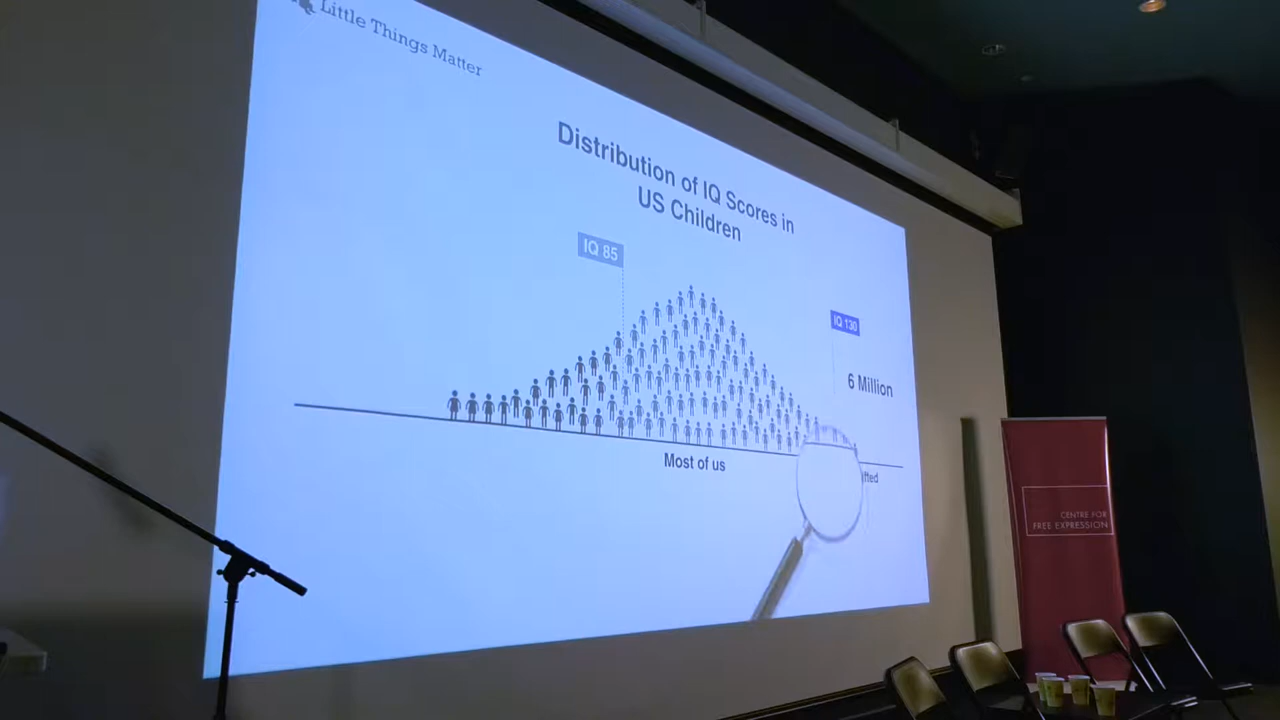 Little Things Matter
Distribution of IQ Scores in
US Children
IQ 85
IQ 130
6 Million
Most of us
CENTRE FOR
FREE EXPRESSION